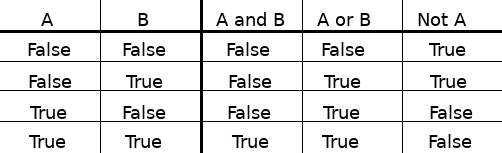 A B A and B A or B Not A
False False False False True
False True False True True
True False False True False
True True True True False